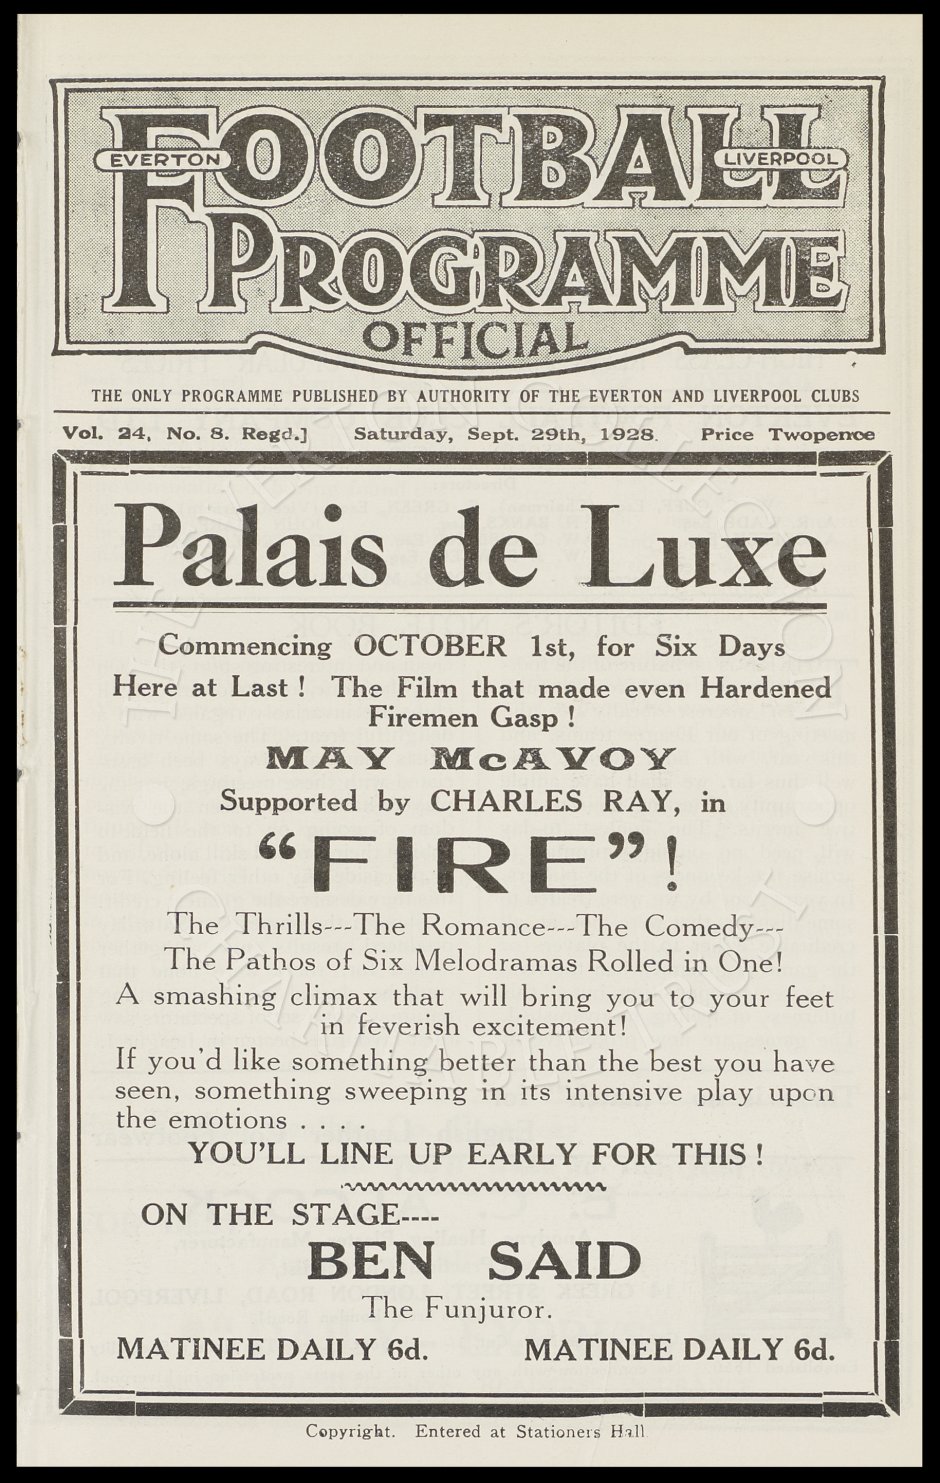 FOOTBALL
EVERTON
LIVERPOOL
PROGRAMME
OFFICIAL
THE ONLY PROGRAMME PUBLISHED BY AUTHORITY OF THE EVERTON AND LIVERPOOL CLUBS
Vol. 24, No. 8. Regd.] Saturday, Sept. 29th, 1928. Price Twopence
Palais de Luxe
Commencing OCTOBER 1st, for Six Days
Here at Last! The Film that made even Hardened
Firemen Gasp!
MAY McAVOY
Supported by CHARLES RAY, in
“FIRE”!
The Thrills---The Romance---The Comedy---
The Pathos of Six Melodramas Rolled in One!
A smashing climax that will bring you to your feet
in feverish excitement!
If you'd like something better than the best you have
seen, something sweeping in its intensive play upon
the emotions . . . .
YOU'LL LINE UP EARLY FOR THIS!
ON THE STAGE----
BEN SAID
The Funjuror.
MATINEE DAILY 6d. MATINEE DAILY 6d.
Copyright. Entered at Stationers Hall
THE EVERTON COLLECTION
CHARITABLE TRUST